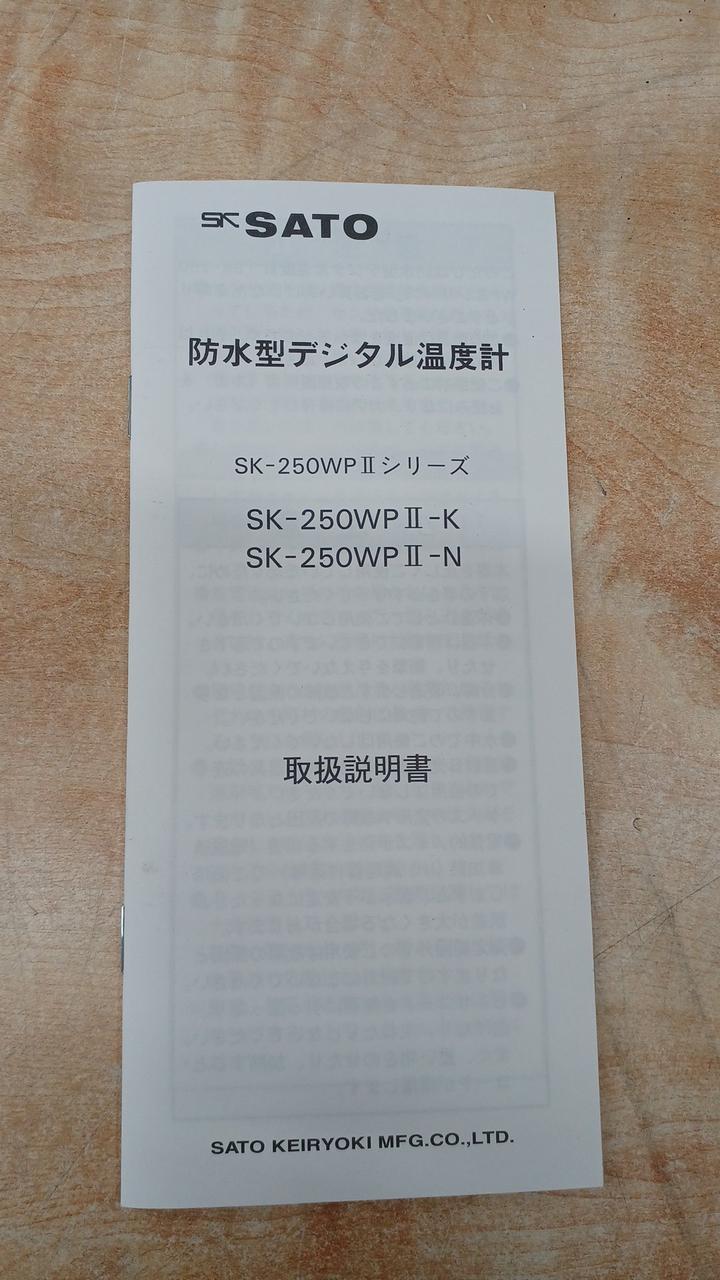 SK SATO
防水型デジタル温度計
SK-250WPⅡシリーズ
SK-250WPⅡ-K
SK-250WPⅡ-N
取扱説明書
SATO KEIRYOKI MFG.CO.,LTD.